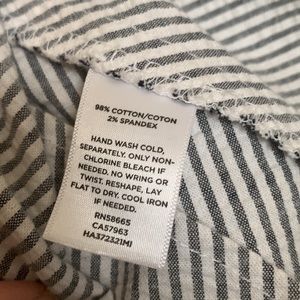 98% COTTON/COTON
2% SPANDEX
HAND WASH COLD,
SEPARATELY. ONLY NON-
CHLORINE BLEACH IF
NEEDED. NO WRING OR
TWIST. RESHAPE, LAY
FLAT TO DRY. COOL IRON
IF NEEDED.
RN58665
CA57963
HA372321MI